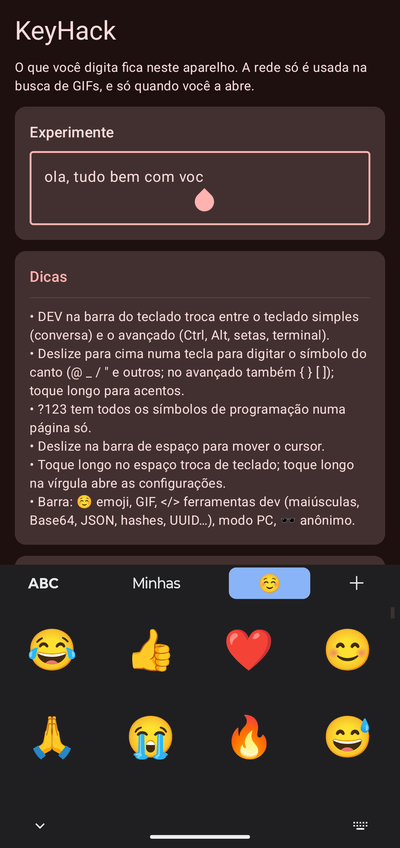 KeyHack
O que você digita fica neste aparelho. A rede só é usada na
busca de GIFs, e só quando você a abre.
Experimente
ola, tudo bem com voc
Dicas
• DEV na barra do teclado troca entre o teclado simples
(conversa) e o avançado (Ctrl, Alt, setas, terminal).
• Deslize para cima numa tecla para digitar o símbolo do
canto (@ _ / " e outros; no avançado também { } [ ]);
toque longo para acentos.
• ?123 tem todos os símbolos de programação numa
página só.
• Deslize na barra de espaço para mover o cursor.
• Toque longo no espaço troca de teclado; toque longo
na vírgula abre as configurações.
• Barra: ☺️ emoji, GIF, </> ferramentas dev (maiúsculas,
Base64, JSON, hashes, UUID…), modo PC, 🕶️ anônimo.
ABC Minhas ☺️ +